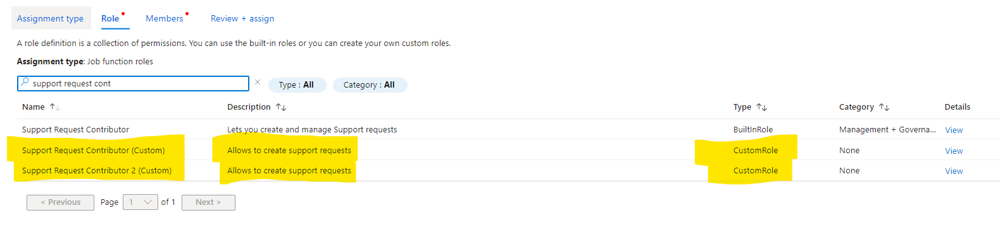 Assignment type Role Members Review + assign
A role definition is a collection of permissions. You can use the built-in roles or you can create your own custom roles.
Assignment type: Job function roles
support request cont Type : All Category : All
Name Description Type Category Details
Support Request Contributor Lets you create and manage Support requests BuiltInRole Management + Governa... View
Support Request Contributor (Custom) Allows to create support requests CustomRole None View
Support Request Contributor 2 (Custom) Allows to create support requests CustomRole None View
< Previous Page 1 of 1 Next >